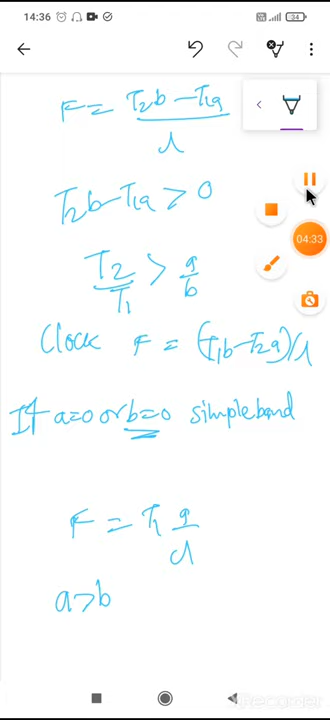 14:36
34
F = T2b - T1a / d
T2b - T1a > 0
T2/T1 > a/b
04:33
Clock F = (T1b - T2a)/d
If a=0 or b=0 simple band
F = T1 a/d
a>b